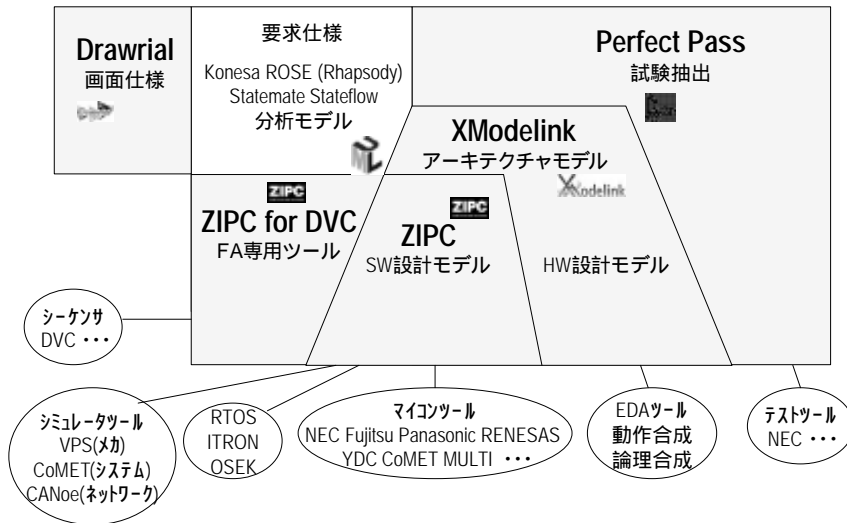 Drawrial
画面仕様
要求仕様
Konesa ROSE (Rhapsody)
Statemate Stateflow
分析モデル
UML
Perfect Pass
試験抽出
XModelink
アーキテクチャモデル
XModelink
ZIPC
ZIPC for DVC
FA専用ツール
ZIPC
ZIPC
SW設計モデル
HW設計モデル
シーケンサ
DVC ・・・
シミュレータツール
VPS(メカ)
CoMET(システム)
CANoe(ネットワーク)
RTOS
ITRON
OSEK
マイコンツール
NEC Fujitsu Panasonic RENESAS
YDC CoMET MULTI ・・・
EDAツール
動作合成
論理合成
テストツール
NEC ・・・